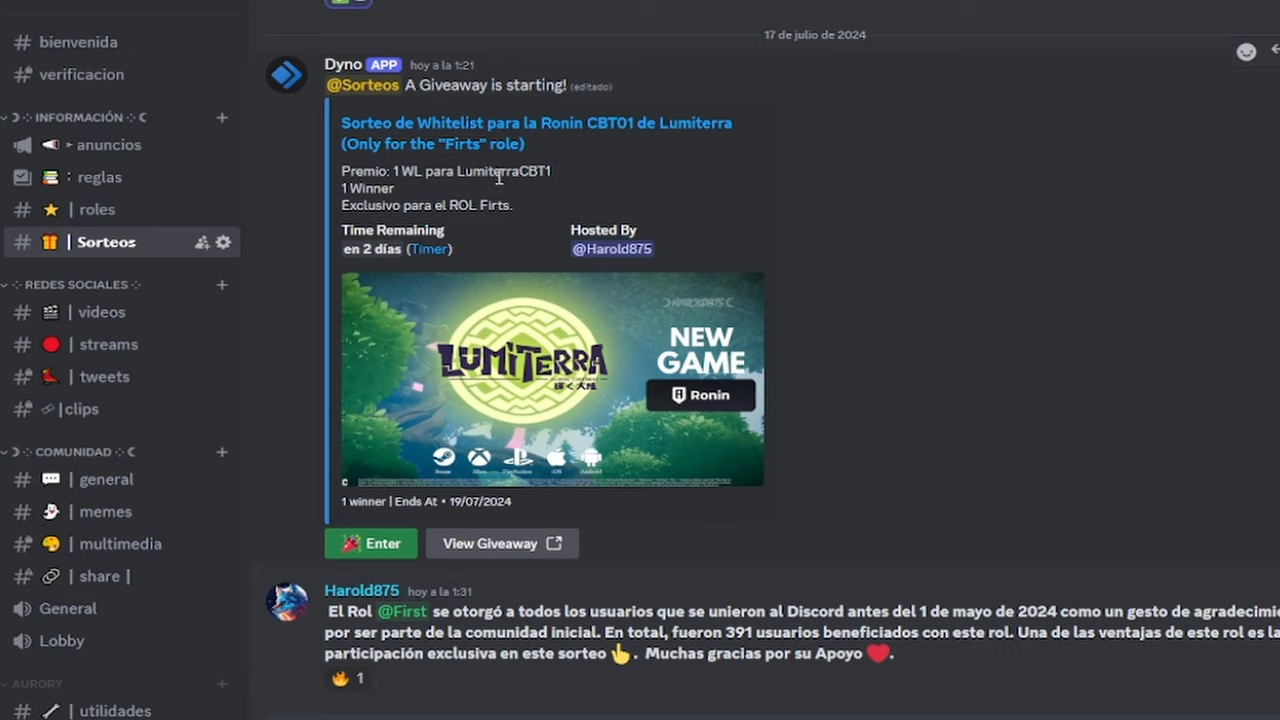 bienvenida
verificacion
INFORMACIÓN
anuncios
: reglas
| roles
| Sorteos
REDES SOCIALES
| videos
| streams
| tweets
| clips
COMUNIDAD
| general
| memes
| multimedia
| share |
General
Lobby
AURORY
| utilidades
17 de julio de 2024
Dyno APP hoy a la 1:21
@Sorteos A Giveaway is starting! (editado)
Sorteo de Whitelist para la Ronin CBT01 de Lumiterra
(Only for the "Firts" role)
Premio: 1 WL para LumiterraCBT1
1 Winner
Exclusivo para el ROL Firts.
Time Remaining
Hosted By
en 2 días (Timer)
@Harold875
HAROLD875
NEW
GAME
LUMITERRA
Ronin
Steam Xbox PlayStation iOS Android
1 winner | Ends At • 19/07/2024
Enter
View Giveaway
Harold875 hoy a la 1:31
El Rol @First se otorgó a todos los usuarios que se unieron al Discord antes del 1 de mayo de 2024 como un gesto de
por ser parte de la comunidad inicial. En total, fueron 391 usuarios beneficiados con este rol. Una de las ventajas de este rol es la
participación exclusiva en este sorteo 👆. Muchas gracias por su Apoyo ❤️.
🔥 1